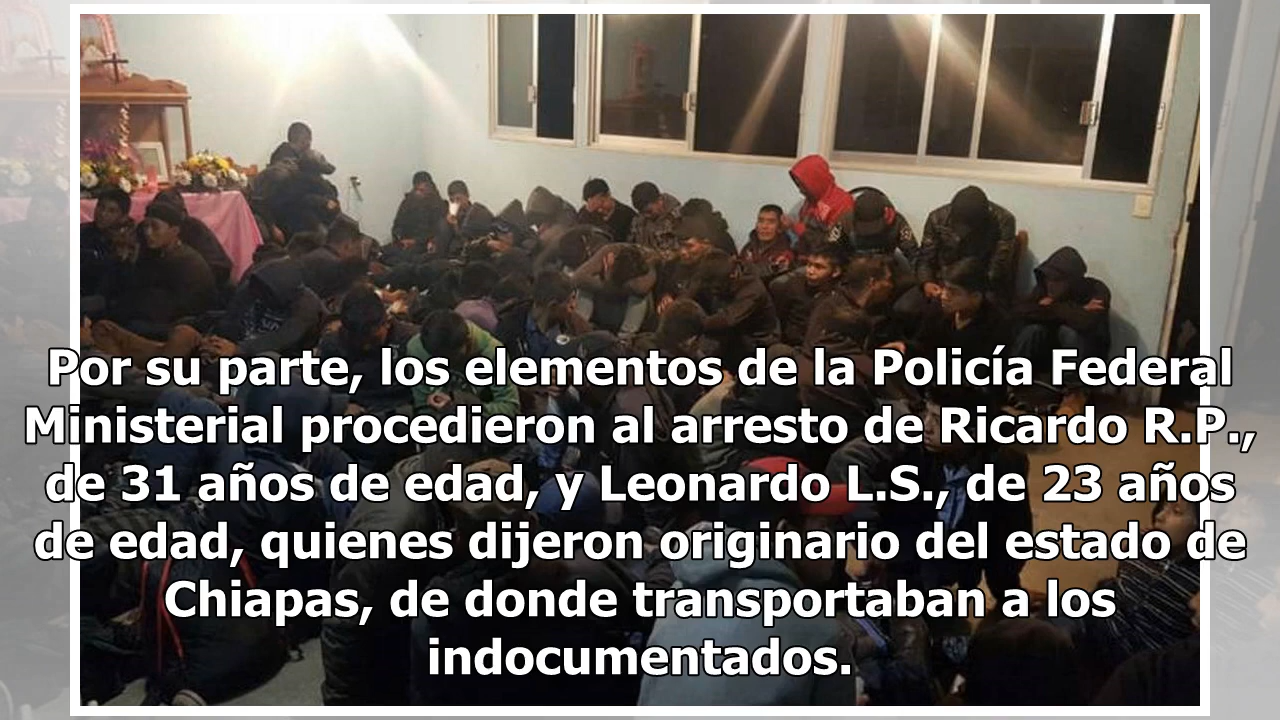 Por su parte, los elementos de la Policía Federal
Ministerial procedieron al arresto de Ricardo R.P.,
de 31 años de edad, y Leonardo L.S., de 23 años
de edad, quienes dijeron originario del estado de
Chiapas, de donde transportaban a los
indocumentados.